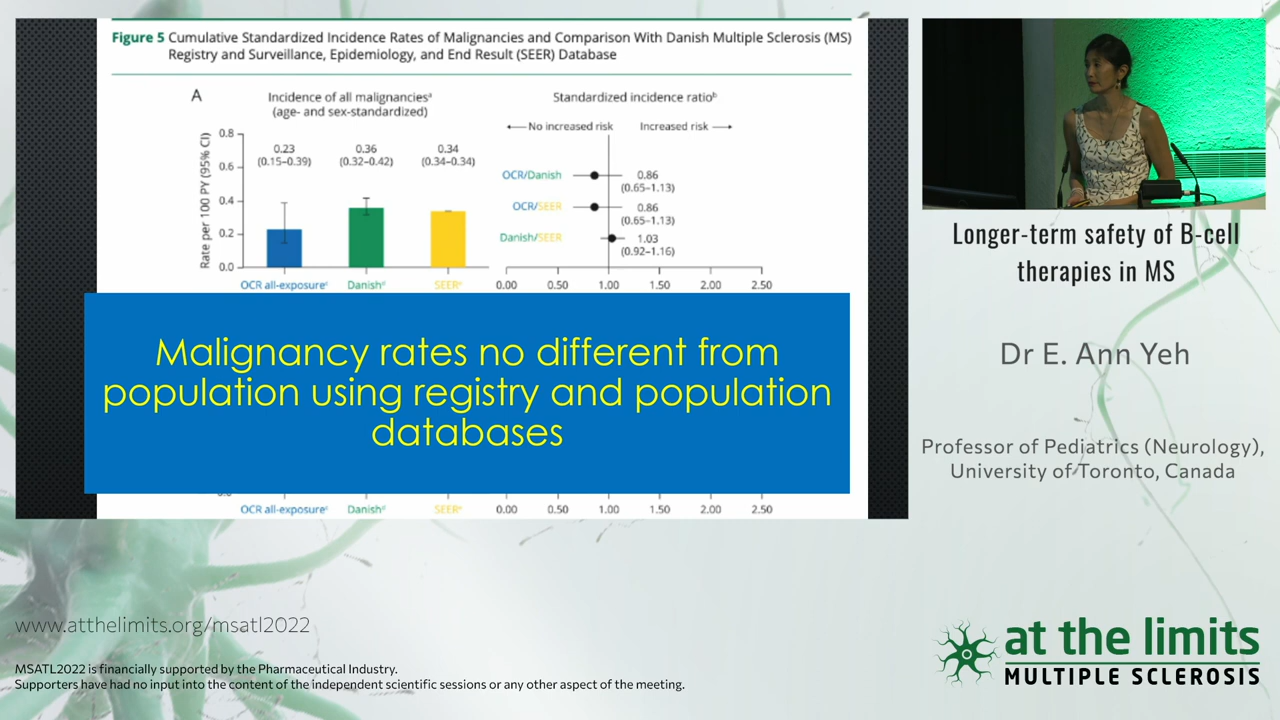 Figure 5 Cumulative Standardized Incidence Rates of Malignancies and Comparison With Danish Multiple Sclerosis (MS)
Registry and Surveillance, Epidemiology, and End Result (SEER) Database
A
Incidence of all malignanciesᵃ
(age- and sex-standardized)
Rate per 100 PY (95% CI)
0.8
0.6
0.4
0.2
0.0
0.23
(0.15–0.39)
0.36
(0.32–0.42)
0.34
(0.34–0.34)
OCR all-exposureᶜ
Danishᵈ
SEERᵉ
Standardized incidence ratioᵇ
No increased risk
Increased risk
OCR/Danish
0.86
(0.65–1.13)
OCR/SEER
0.86
(0.65–1.13)
Danish/SEER
1.03
(0.92–1.16)
0.00 0.50 1.00 1.50 2.00 2.50
Malignancy rates no different from
population using registry and population
databases
OCR all-exposureᶜ Danishᵈ SEERᵉ 0.00 0.50 1.00 1.50 2.00 2.50
Longer-term safety of B-cell
therapies in MS
Dr E. Ann Yeh
Professor of Pediatrics (Neurology),
University of Toronto, Canada
www.atthelimits.org/msatl2022
MSATL2022 is financially supported by the Pharmaceutical Industry.
Supporters have had no input into the content of the independent scientific sessions or any other aspect of the meeting.
at the limits
MULTIPLE SCLEROSIS